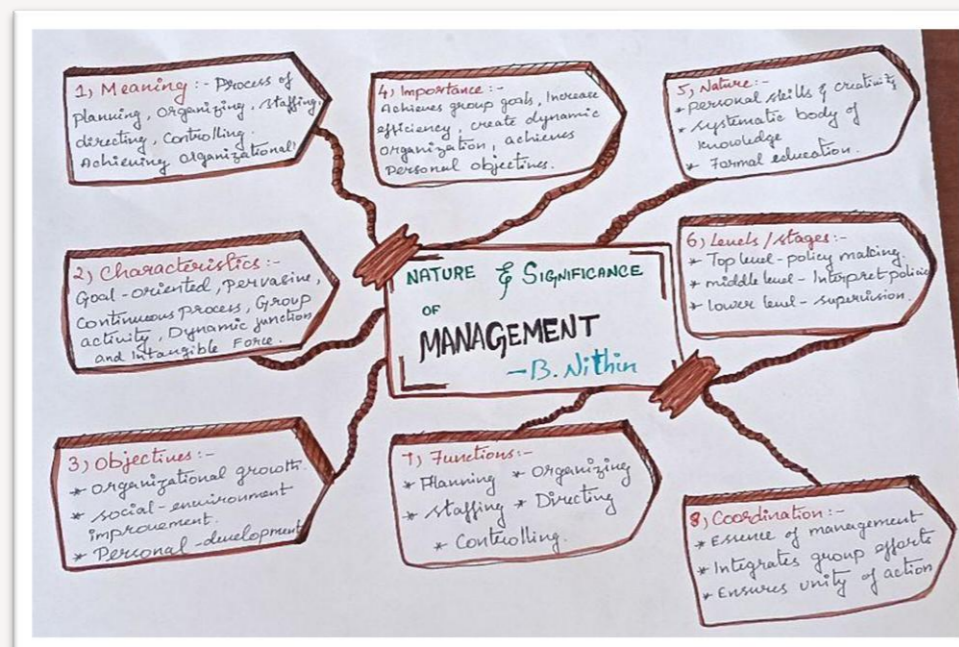 NATURE & SIGNIFICANCE
OF
MANAGEMENT
-B. Nithin
1) Meaning :- Process of
planning, organizing, staffing,
directing, Controlling.
Achieving organizational
2) Characteristics :-
Goal-oriented, Pervasive,
Continuous Process, Group
activity, Dynamic function
and Intangible Force.
3) Objectives:-
* organizational growth.
* social-environment
improvement.
* Personal-development
4) Importance :-
Achieves group goals, Increase
efficiency, create dynamic
organization, achieves
Personal objectives.
5) Nature:-
* personal skills & creativity
* systematic body of
knowledge
* Formal education.
6) Levels/stages:-
* Top level-policy making.
* middle level - Interpret policie
* lower level - supervision.
7) Functions:-
* Planning * Organizing
* staffing * Directing
* Controlling.
8) Coordination:-
* Essence of management
* Integrates group efforts
* Ensures unity of action